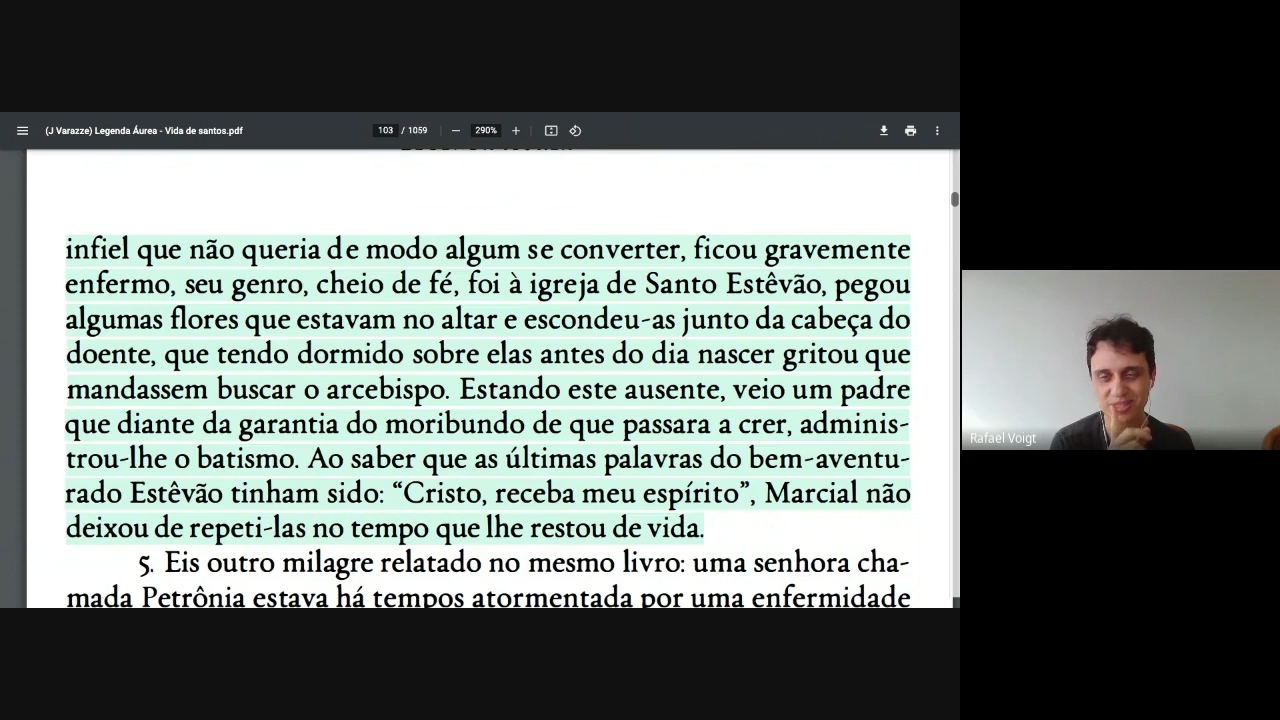 (J Varazze) Legenda Áurea - Vida de santos.pdf
103 / 1059
290%
infiel que não queria de modo algum se converter, ficou gravemente
enfermo, seu genro, cheio de fé, foi à igreja de Santo Estêvão, pegou
algumas flores que estavam no altar e escondeu-as junto da cabeça do
doente, que tendo dormido sobre elas antes do dia nascer gritou que
mandassem buscar o arcebispo. Estando este ausente, veio um padre
que diante da garantia do moribundo de que passara a crer, adminis-
trou-lhe o batismo. Ao saber que as últimas palavras do bem-aventu-
rado Estêvão tinham sido: “Cristo, receba meu espírito”, Marcial não
deixou de repeti-las no tempo que lhe restou de vida.
5. Eis outro milagre relatado no mesmo livro: uma senhora cha-
mada Petrônia estava há tempos atormentada por uma enfermidade
Rafael Voigt